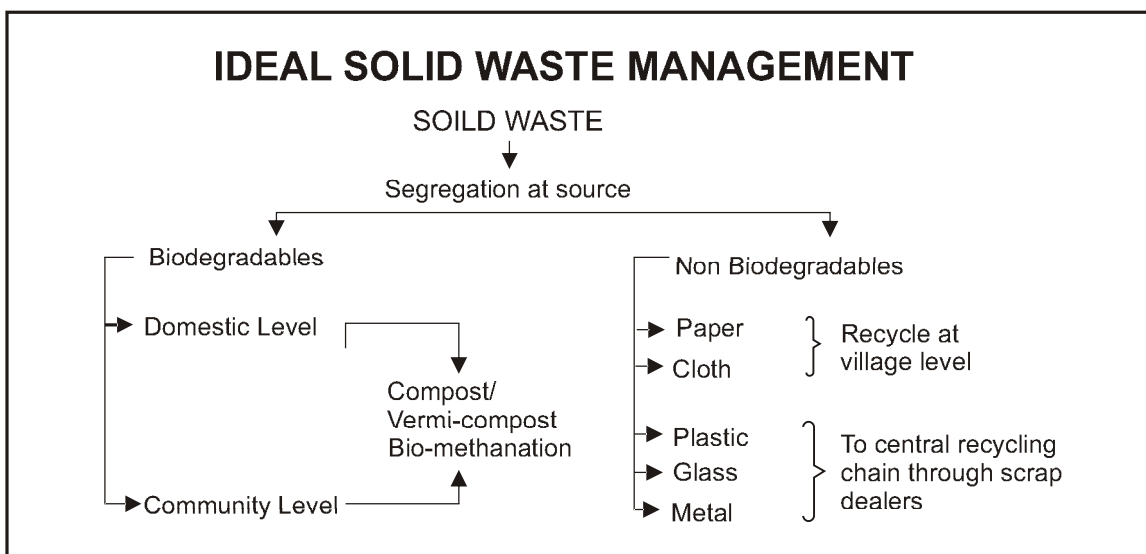 IDEAL SOLID WASTE MANAGEMENT
SOILD WASTE
Segregation at source
Biodegradables
Domestic Level
Compost/
Vermi-compost
Bio-methanation
Community Level
Non Biodegradables
Paper
Cloth
Recycle at
village level
Plastic
Glass
Metal
To central recycling
chain through scrap
dealers